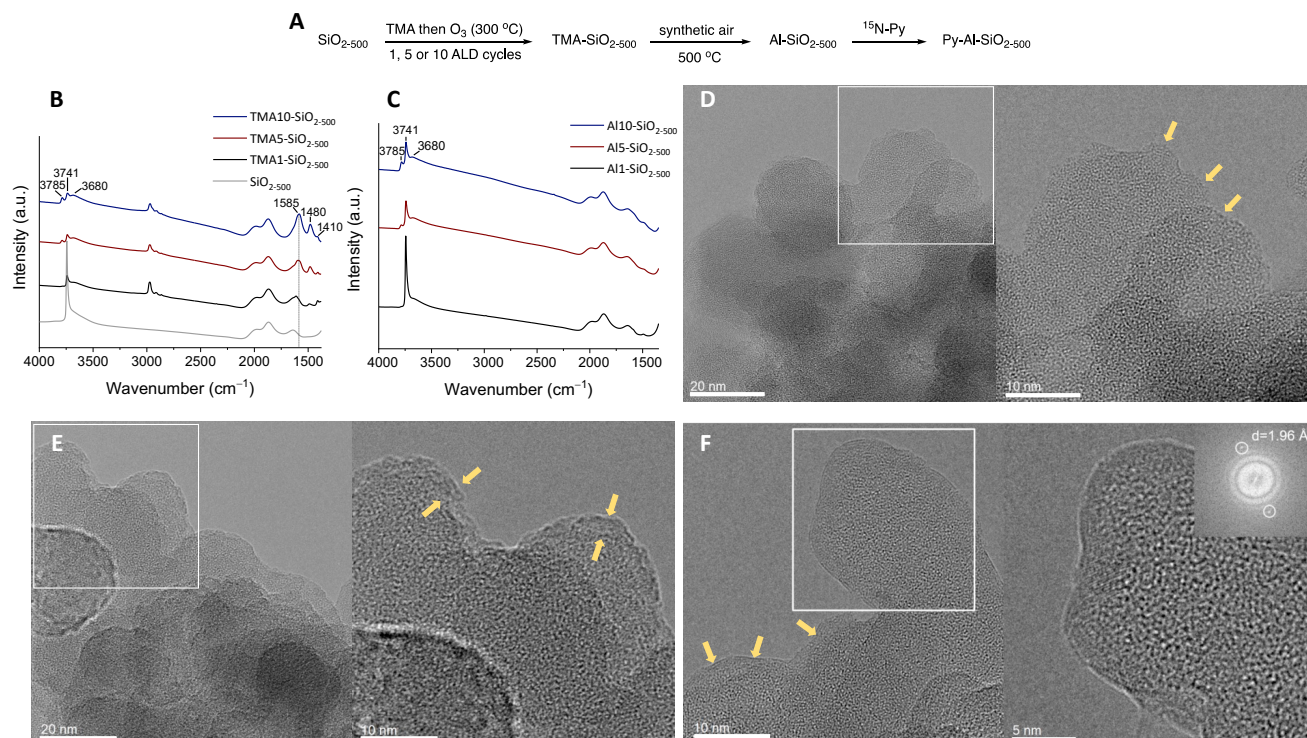 A
SiO2-500
TMA then O3 (300 °C)
1, 5 or 10 ALD cycles
TMA-SiO2-500
synthetic air
500 °C
Al-SiO2-500
15N-Py
Py-Al-SiO2-500
B
TMA10-SiO2-500
TMA5-SiO2-500
TMA1-SiO2-500
SiO2-500
3741
3785
3680
1585
1480
1410
Intensity (a.u.)
4000 3500 3000 2500 2000 1500
Wavenumber (cm−1)
C
Al10-SiO2-500
Al5-SiO2-500
Al1-SiO2-500
3741
3785
3680
Intensity (a.u.)
4000 3500 3000 2500 2000 1500
Wavenumber (cm−1)
D
20 nm
10 nm
E
20 nm
10 nm
F
d=1.96 Å
10 nm
5 nm